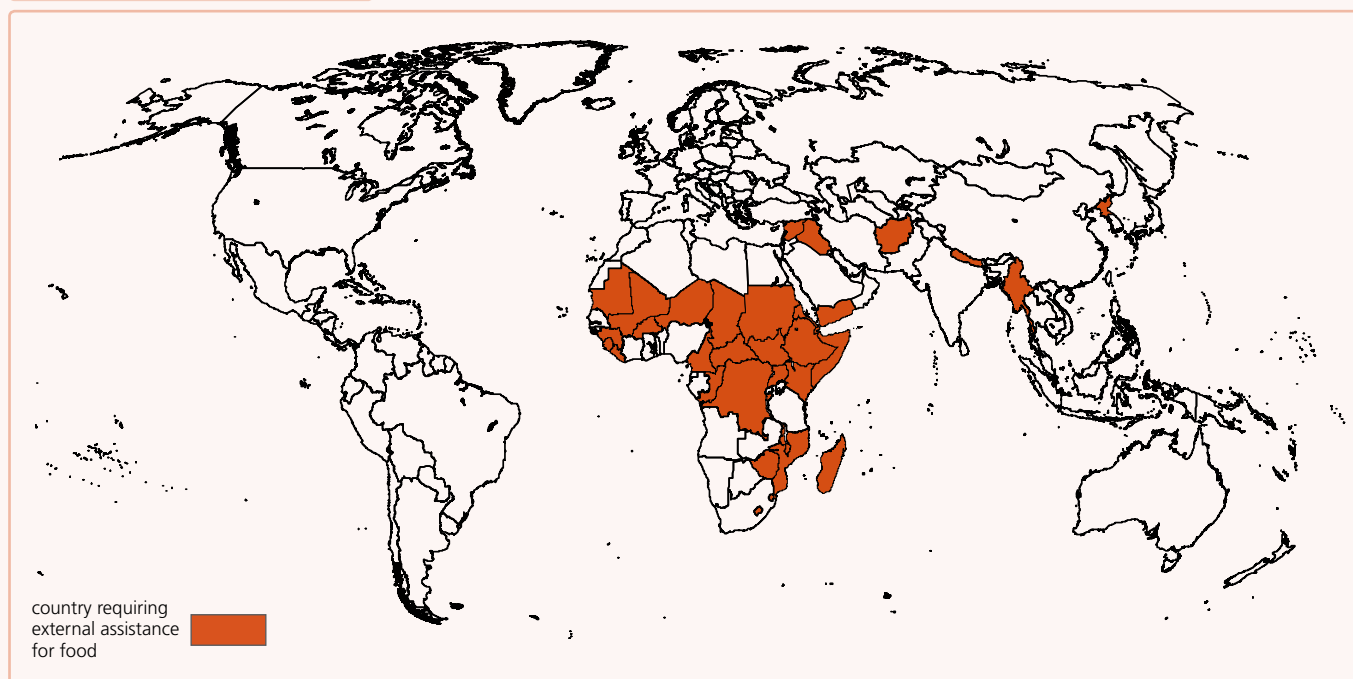 country requiring
external assistance
for food